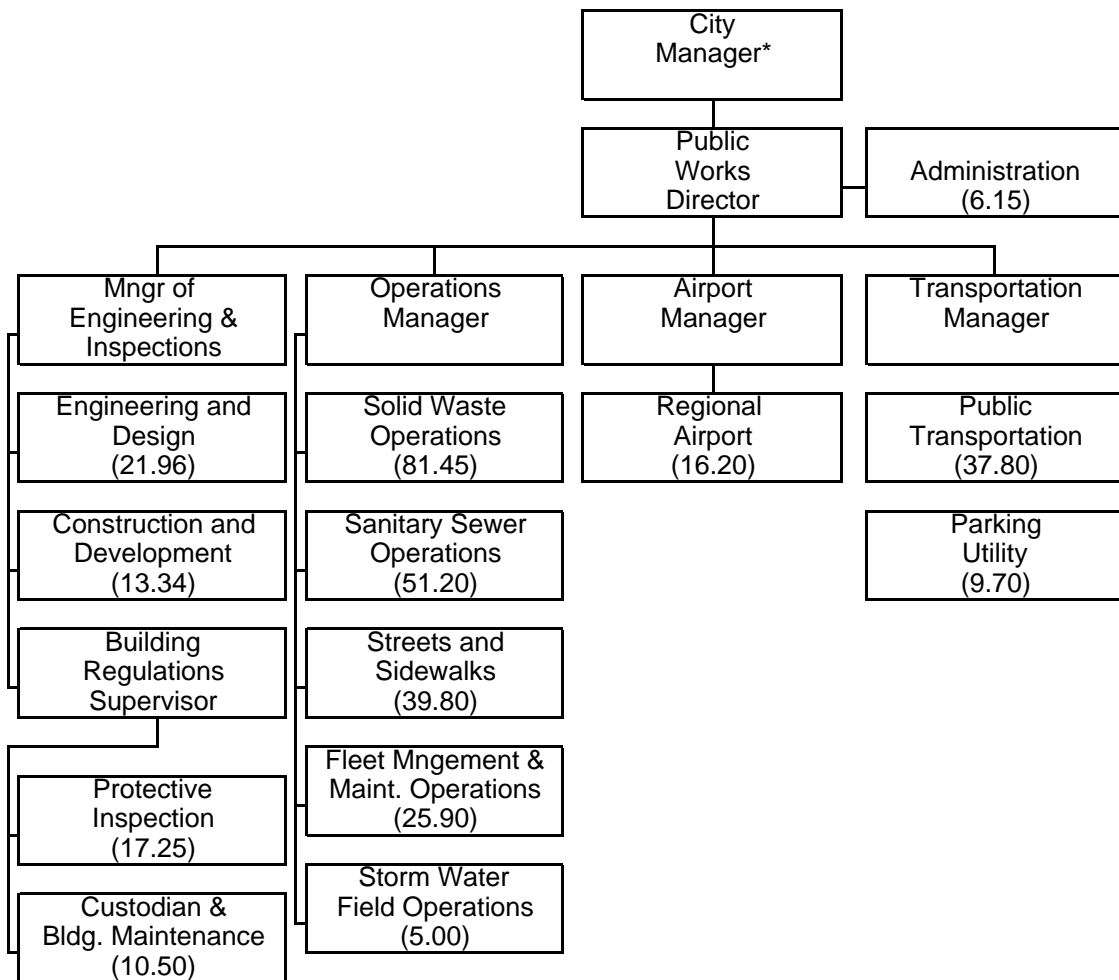 City
Manager*
Public
Works
Director
Administration
(6.15)
Mngr of
Engineering &
Inspections
Operations
Manager
Airport
Manager
Transportation
Manager
Engineering and
Design
(21.96)
Solid Waste
Operations
(81.45)
Regional
Airport
(16.20)
Public
Transportation
(37.80)
Construction and
Development
(13.34)
Sanitary Sewer
Operations
(51.20)
Parking
Utility
(9.70)
Building
Regulations
Supervisor
Streets and
Sidewalks
(39.80)
Protective
Inspection
(17.25)
Fleet Mngement &
Maint. Operations
(25.90)
Custodian &
Bldg. Maintenance
(10.50)
Storm Water
Field Operations
(5.00)